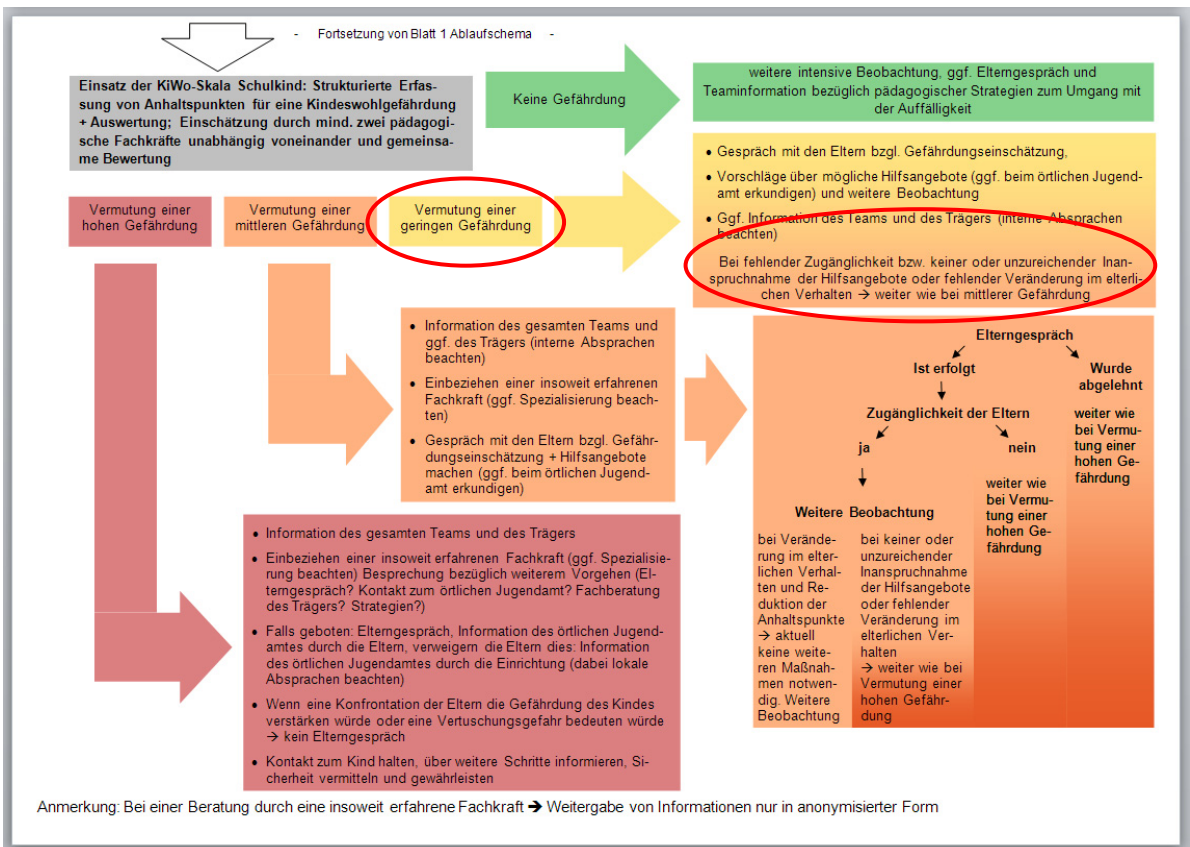 - Fortsetzung von Blatt 1 Ablaufschema -
Einsatz der KiWo-Skala Schulkind: Strukturierte Erfas-
sung von Anhaltspunkten für eine Kindeswohlgefährdung
+ Auswertung; Einschätzung durch mind. zwei pädagogi-
sche Fachkräfte unabhängig voneinander und gemeinsa-
me Bewertung
Keine Gefährdung
weitere intensive Beobachtung, ggf. Elterngespräch und
Teaminformation bezüglich pädagogischer Strategien zum Umgang mit
der Auffälligkeit
Vermutung einer
hohen Gefährdung
Vermutung einer
mittleren Gefährdung
Vermutung einer
geringen Gefährdung
• Gespräch mit den Eltern bzgl. Gefährdungseinschätzung,
• Vorschläge über mögliche Hilfsangebote (ggf. beim örtlichen Jugend-
amt erkundigen) und weitere Beobachtung
• Ggf. Information des Teams und des Trägers (interne Absprachen
beachten)
Bei fehlender Zugänglichkeit bzw. keiner oder unzureichender Inan-
spruchnahme der Hilfsangebote oder fehlender Veränderung im elterli-
chen Verhalten → weiter wie bei mittlerer Gefährdung
• Information des gesamten Teams und
ggf. des Trägers (interne Absprachen
beachten)
• Einbeziehen einer insoweit erfahrenen
Fachkraft (ggf. Spezialisierung beach-
ten)
• Gespräch mit den Eltern bzgl. Gefähr-
dungseinschätzung + Hilfsangebote
machen (ggf. beim örtlichen Jugend-
amt erkundigen)
Elterngespräch
Ist erfolgt
Wurde
abgelehnt
Zugänglichkeit der Eltern
ja
nein
weiter wie
bei Vermu-
tung einer
hohen Ge-
fährdung
weiter wie
bei Vermu-
tung einer
hohen Ge-
fährdung
Weitere Beobachtung
bei Verände-
rung im elter-
lichen Verhal-
ten und Re-
duktion der
Anhaltspunkte
→ aktuell
keine weite-
ren Maßnah-
men notwen-
dig. Weitere
Beobachtung
bei keiner oder
unzureichender
Inanspruchnahme
der Hilfsangebote
oder fehlender
Veränderung im
elterlichen Ver-
halten
→ weiter wie bei
Vermutung einer
hohen Gefähr-
dung
• Information des gesamten Teams und des Trägers
• Einbeziehen einer insoweit erfahrenen Fachkraft (ggf. Spezialisie-
rung beachten) Besprechung bezüglich weiterem Vorgehen (El-
terngespräch? Kontakt zum örtlichen Jugendamt? Fachberatung
des Trägers? Strategien?)
• Falls geboten: Elterngespräch, Information des örtlichen Jugend-
amtes durch die Eltern, verweigern die Eltern dies: Information
des örtlichen Jugendamtes durch die Einrichtung (dabei lokale
Absprachen beachten)
• Wenn eine Konfrontation der Eltern die Gefährdung des Kindes
verstärken würde oder eine Vertuschungsgefahr bedeuten würde
→ kein Elterngespräch
• Kontakt zum Kind halten, über weitere Schritte informieren, Si-
cherheit vermitteln und gewährleisten
Anmerkung: Bei einer Beratung durch eine insoweit erfahrene Fachkraft → Weitergabe von Informationen nur in anonymisierter Form